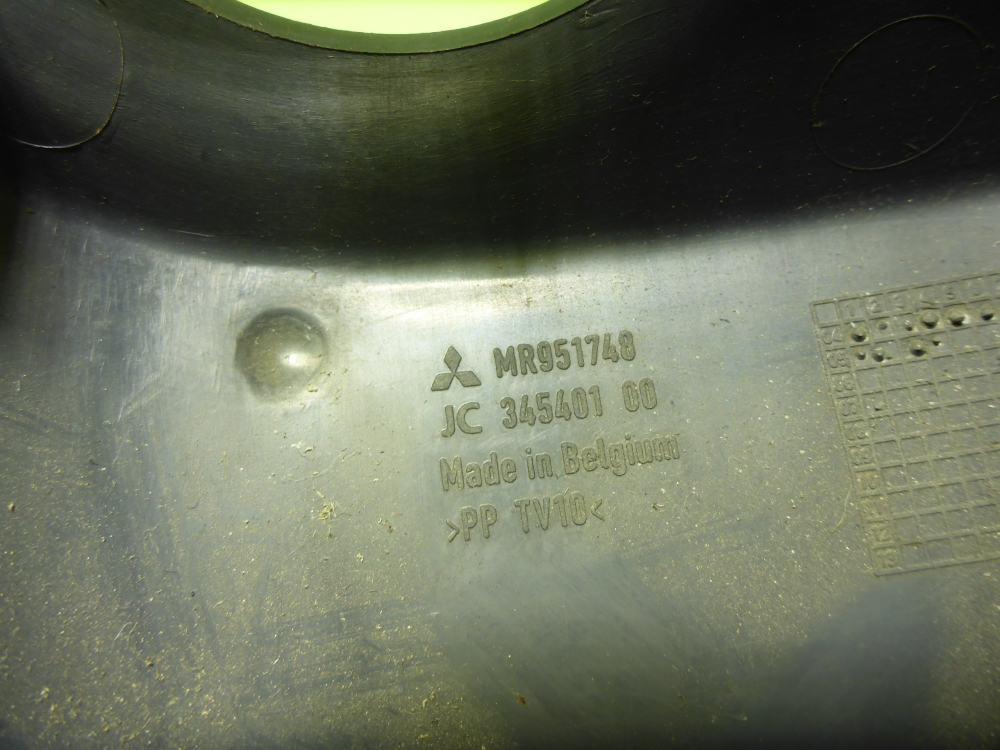 MR951748
JC 345401 00
Made in Belgium
>PP TV10<